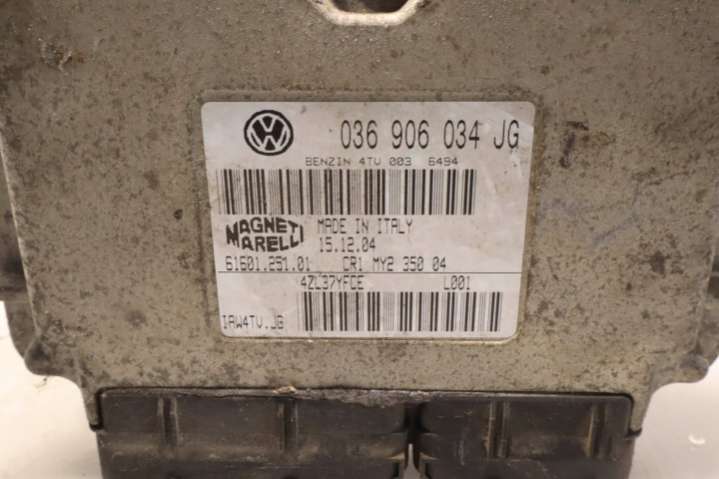 036 906 034 JG
BENZIN 4TV 003 6494
MAGNETI MARELLI
MADE IN ITALY
15.12.04
61601.251.01 CR1 MY2 350 04
4ZL37YFCE L001
IAW4TV.JG